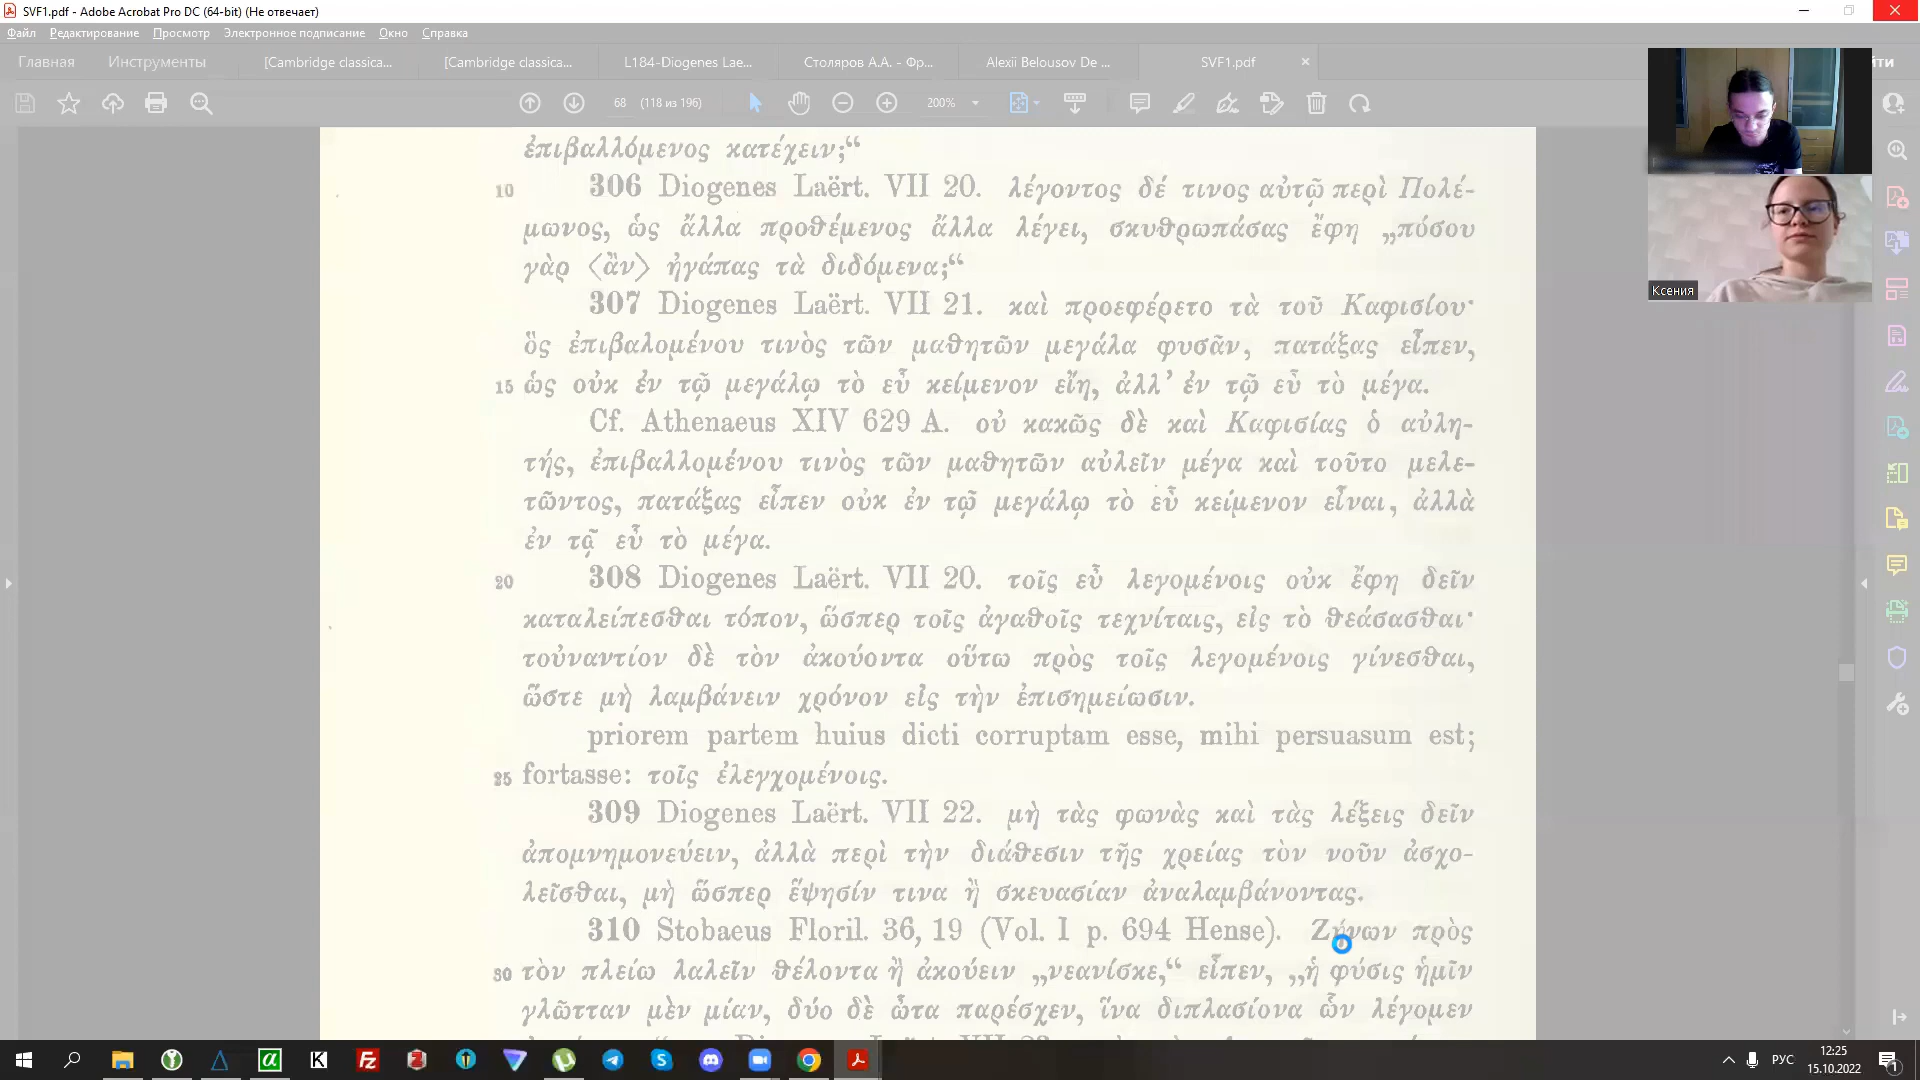 SVF1.pdf - Adobe Acrobat Pro DC (64-bit) (Не отвечает)
Файл Редактирование Просмотр Электронное подписание Окно Справка
Главная Инструменты [Cambridge classica... [Cambridge classica... L184-Diogenes Lae... Столяров А.А. - Фр... Alexii Belousov De ... SVF1.pdf
68 (118 из 196) 200%
Ксения
ἐπιβαλλόμενος κατέχειν;“
10 306 Diogenes Laërt. VII 20. λέγοντος δέ τινος αὐτῷ περὶ Πολέ-
μωνος, ὡς ἄλλα προθέμενος ἄλλα λέγει, σκυθρωπάσας ἔφη „πόσου
γὰρ 〈ἂν〉 ἠγάπας τὰ διδόμενα;“
307 Diogenes Laërt. VII 21. καὶ προεφέρετο τὰ τοῦ Καφισίου·
ὃς ἐπιβαλομένου τινὸς τῶν μαθητῶν μεγάλα φυσᾶν, πατάξας εἶπεν,
15 ὡς οὐκ ἐν τῷ μεγάλῳ τὸ εὖ κείμενον εἴη, ἀλλ’ ἐν τῷ εὖ τὸ μέγα.
Cf. Athenaeus XIV 629 A. οὐ κακῶς δὲ καὶ Καφισίας ὁ αὐλη-
τής, ἐπιβαλλομένου τινὸς τῶν μαθητῶν αὐλεῖν μέγα καὶ τοῦτο μελε-
τῶντος, πατάξας εἶπεν οὐκ ἐν τῷ μεγάλῳ τὸ εὖ κείμενον εἶναι, ἀλλὰ
ἐν τῷ εὖ τὸ μέγα.
20 308 Diogenes Laërt. VII 20. τοῖς εὖ λεγομένοις οὐκ ἔφη δεῖν
καταλείπεσθαι τόπον, ὥσπερ τοῖς ἀγαθοῖς τεχνίταις, εἰς τὸ θεάσασθαι·
τοὐναντίον δὲ τὸν ἀκούοντα οὕτω πρὸς τοῖς λεγομένοις γίνεσθαι,
ὥστε μὴ λαμβάνειν χρόνον εἰς τὴν ἐπισημείωσιν.
priorem partem huius dicti corruptam esse, mihi persuasum est;
25 fortasse: τοῖς ἐλεγχομένοις.
309 Diogenes Laërt. VII 22. μὴ τὰς φωνὰς καὶ τὰς λέξεις δεῖν
ἀπομνημονεύειν, ἀλλὰ περὶ τὴν διάθεσιν τῆς χρείας τὸν νοῦν ἀσχο-
λεῖσθαι, μὴ ὥσπερ ἕψησίν τινα ἢ σκευασίαν ἀναλαμβάνοντας.
310 Stobaeus Floril. 36, 19 (Vol. I p. 694 Hense). Ζήνων πρὸς
30 τὸν πλείω λαλεῖν θέλοντα ἢ ἀκούειν „νεανίσκε,“ εἶπεν, „ἡ φύσις ἡμῖν
γλῶτταν μὲν μίαν, δύο δὲ ὦτα παρέσχεν, ἵνα διπλασίονα ὧν λέγομεν
РУС
12:25
15.10.2022